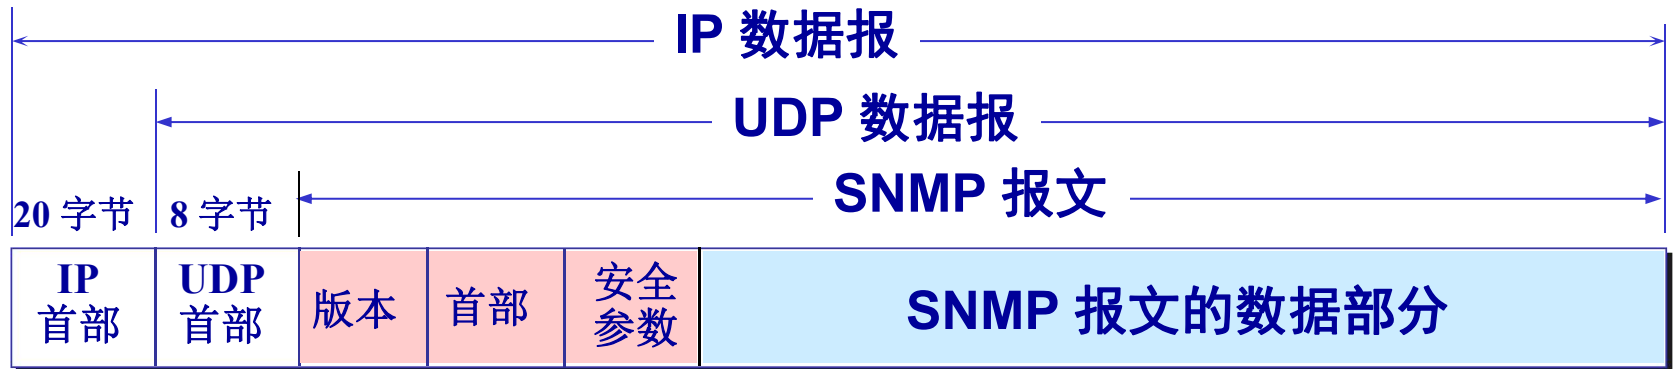 IP 数据报
UDP 数据报
SNMP 报文
20 字节
8 字节
IP
首部
UDP
首部
版本
首部
安全
参数
SNMP 报文的数据部分